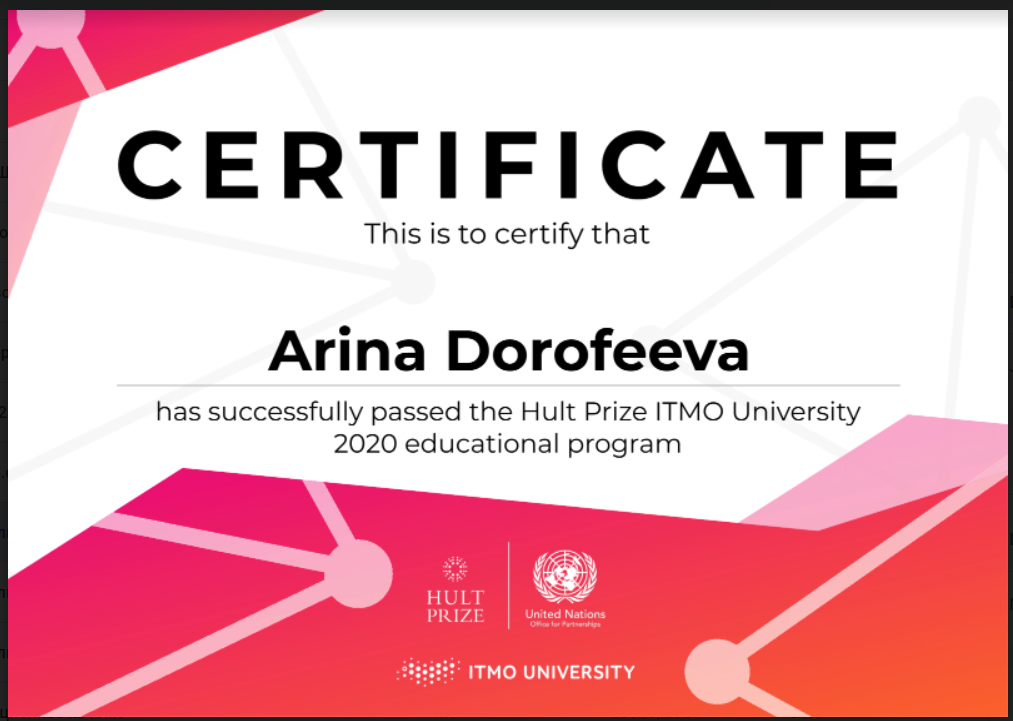 CERTIFICATE
This is to certify that
Arina Dorofeeva
has successfully passed the Hult Prize ITMO University
2020 educational program
HULT
PRIZE
United Nations
Office for Partnerships
ITMO UNIVERSITY